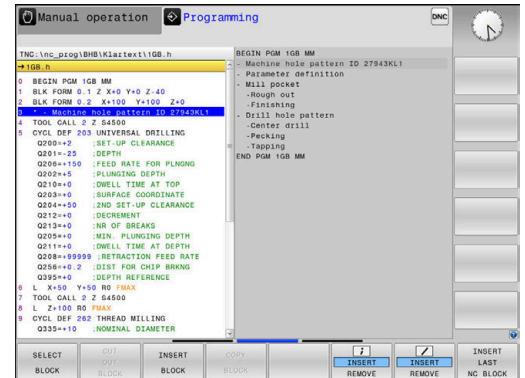 Manual operation
Programming
DNC
TNC:\nc_prog\BHB\Klartext\1GB.h
→1GB.h
0 BEGIN PGM 1GB MM
1 BLK FORM 0.1 Z X+0 Y+0 Z-40
2 BLK FORM 0.2 X+100 Y+100 Z+0
3 * - Machine hole pattern ID 27943KL1
4 TOOL CALL 2 Z S4500
5 CYCL DEF 203 UNIVERSAL DRILLING
Q200=+2 ;SET-UP CLEARANCE
Q201=-25 ;DEPTH
Q206=+150 ;FEED RATE FOR PLNGNG
Q202=+5 ;PLUNGING DEPTH
Q210=+0 ;DWELL TIME AT TOP
Q203=+0 ;SURFACE COORDINATE
Q204=+50 ;2ND SET-UP CLEARANCE
Q212=+0 ;DECREMENT
Q213=+0 ;NR OF BREAKS
Q205=+0 ;MIN. PLUNGING DEPTH
Q211=+0 ;DWELL TIME AT DEPTH
Q208=+99999 ;RETRACTION FEED RATE
Q256=+0.2 ;DIST FOR CHIP BRKNG
Q395=+0 ;DEPTH REFERENCE
6 L X+50 Y+50 R0 FMAX
7 TOOL CALL 2 Z S4500
8 L Z+100 R0 FMAX
9 CYCL DEF 262 THREAD MILLING
Q335=+10 ;NOMINAL DIAMETER
BEGIN PGM 1GB MM
- Machine hole pattern ID 27943KL1
- Parameter definition
- Mill pocket
-Rough out
-Finishing
- Drill hole pattern
-Center drill
-Pecking
-Tapping
END PGM 1GB MM
SELECT
BLOCK
CUT
OUT
BLOCK
INSERT
BLOCK
COPY
BLOCK
INSERT
REMOVE
INSERT
REMOVE
INSERT
LAST
NC BLOCK